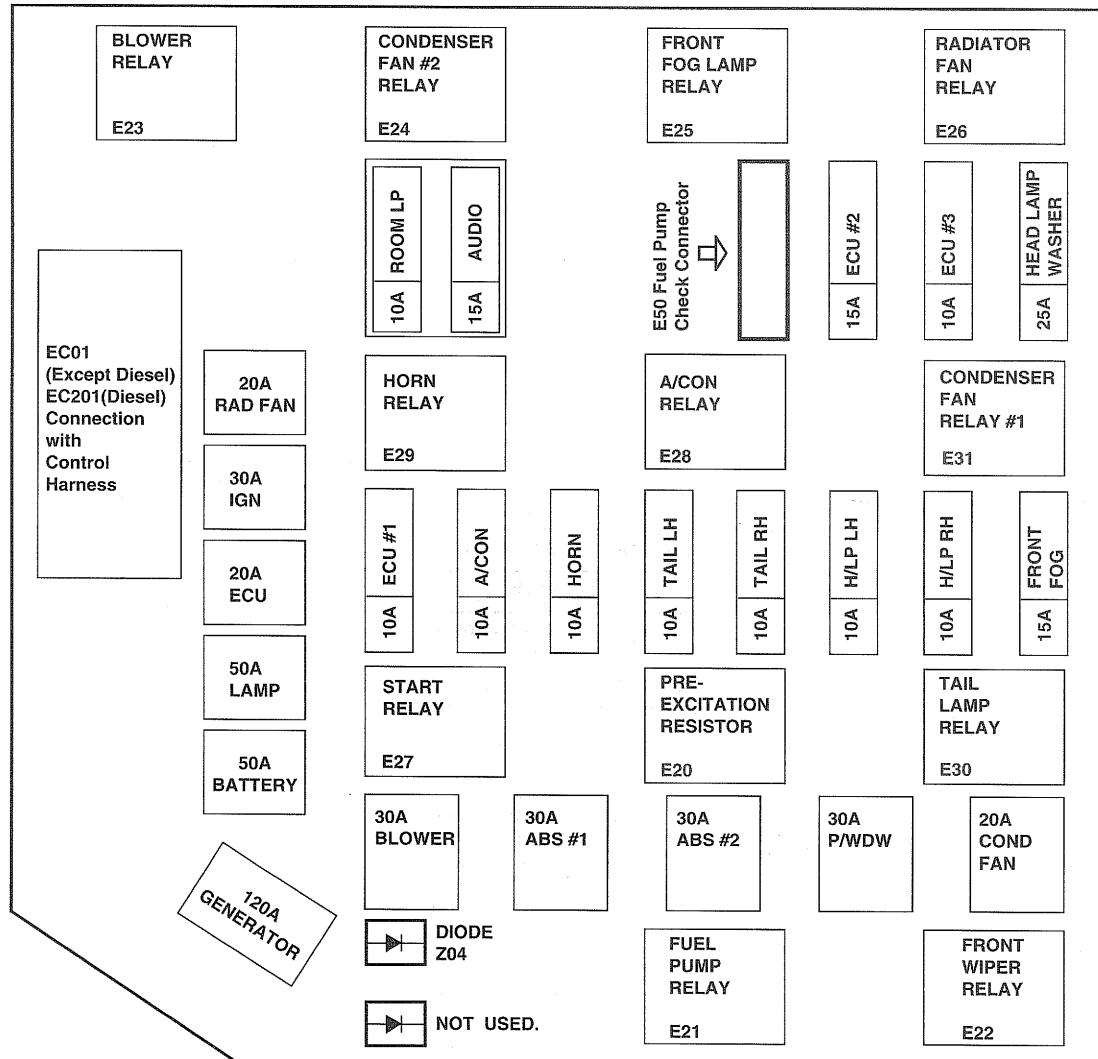 BLOWER
RELAY
E23
CONDENSER
FAN #2
RELAY
E24
FRONT
FOG LAMP
RELAY
E25
RADIATOR
FAN
RELAY
E26
10A ROOM LP
15A AUDIO
E50 Fuel Pump
Check Connector
15A ECU #2
10A ECU #3
25A HEAD LAMP
WASHER
EC01
(Except Diesel)
EC201(Diesel)
Connection
with
Control
Harness
20A
RAD FAN
30A
IGN
20A
ECU
50A
LAMP
50A
BATTERY
120A
GENERATOR
HORN
RELAY
E29
A/CON
RELAY
E28
CONDENSER
FAN
RELAY #1
E31
10A ECU #1
10A A/CON
10A HORN
10A TAIL LH
10A TAIL RH
10A H/LP LH
10A H/LP RH
15A FRONT
FOG
START
RELAY
E27
PRE-
EXCITATION
RESISTOR
E20
TAIL
LAMP
RELAY
E30
30A
BLOWER
30A
ABS #1
30A
ABS #2
30A
P/WDW
20A
COND
FAN
DIODE
Z04
NOT USED.
FUEL
PUMP
RELAY
E21
FRONT
WIPER
RELAY
E22